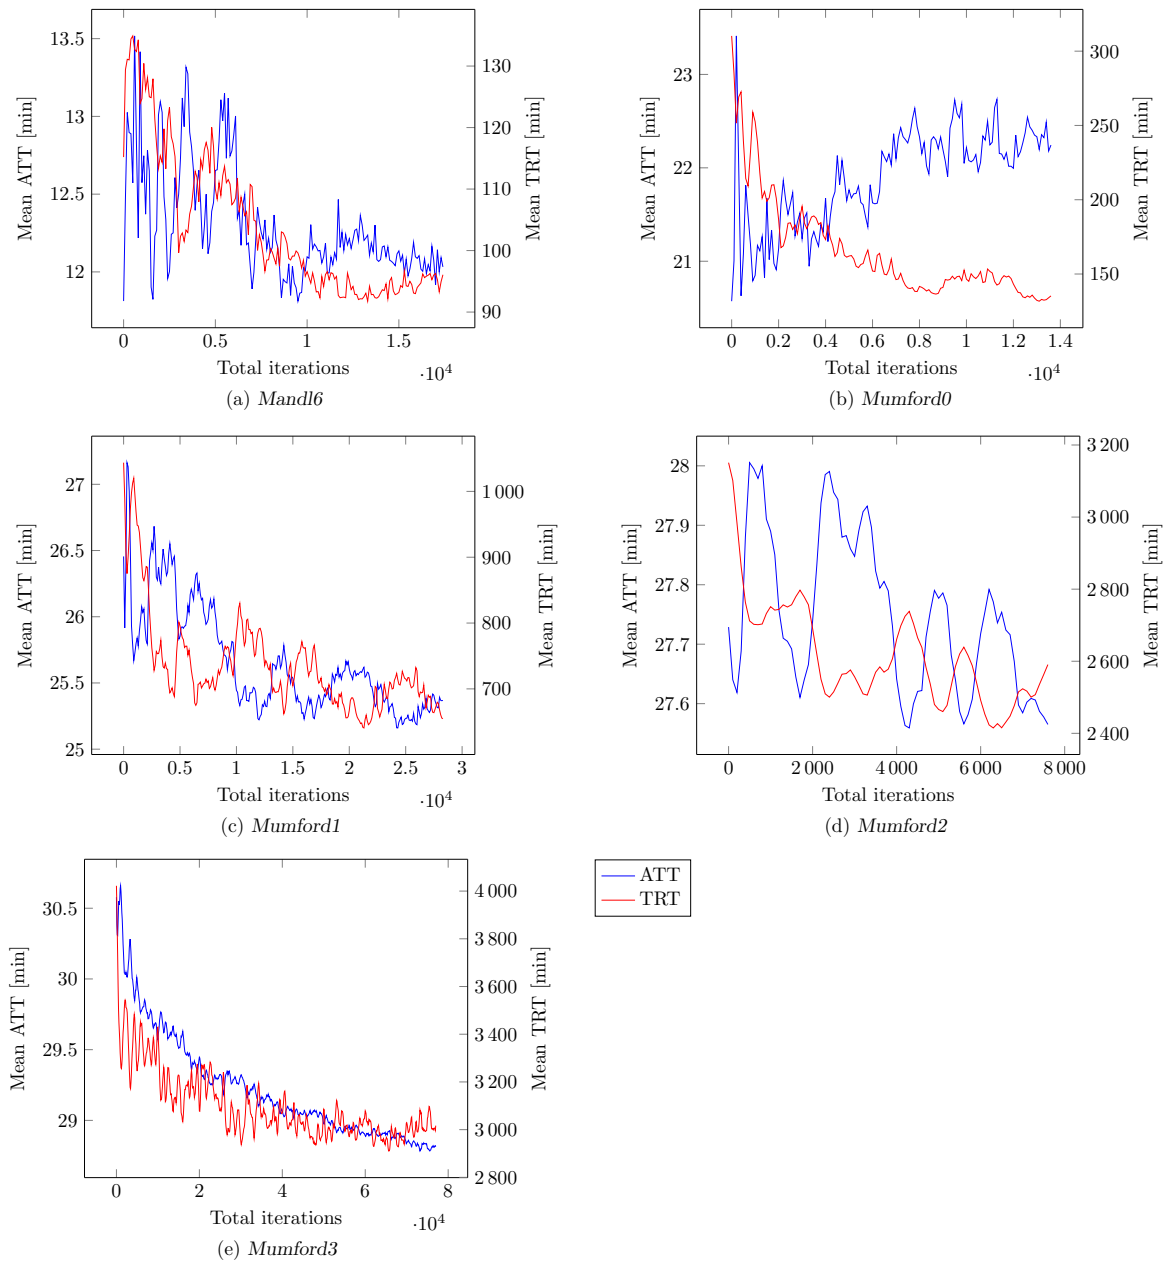 13.5
13
12.5
12
Mean ATT [min]
130
120
110
100
90
Mean TRT [min]
0 0.5 1 1.5
Total iterations ·10^4
(a) Mandl6
23
22
21
Mean ATT [min]
300
250
200
150
Mean TRT [min]
0 0.2 0.4 0.6 0.8 1 1.2 1.4
Total iterations ·10^4
(b) Mumford0
27
26.5
26
25.5
25
Mean ATT [min]
1 000
900
800
700
Mean TRT [min]
0 0.5 1 1.5 2 2.5 3
Total iterations ·10^4
(c) Mumford1
28
27.9
27.8
27.7
27.6
Mean ATT [min]
3 200
3 000
2 800
2 600
2 400
Mean TRT [min]
0 2 000 4 000 6 000 8 000
Total iterations
(d) Mumford2
30.5
30
29.5
29
Mean ATT [min]
4 000
3 800
3 600
3 400
3 200
3 000
2 800
Mean TRT [min]
0 2 4 6 8
Total iterations ·10^4
(e) Mumford3
ATT
TRT